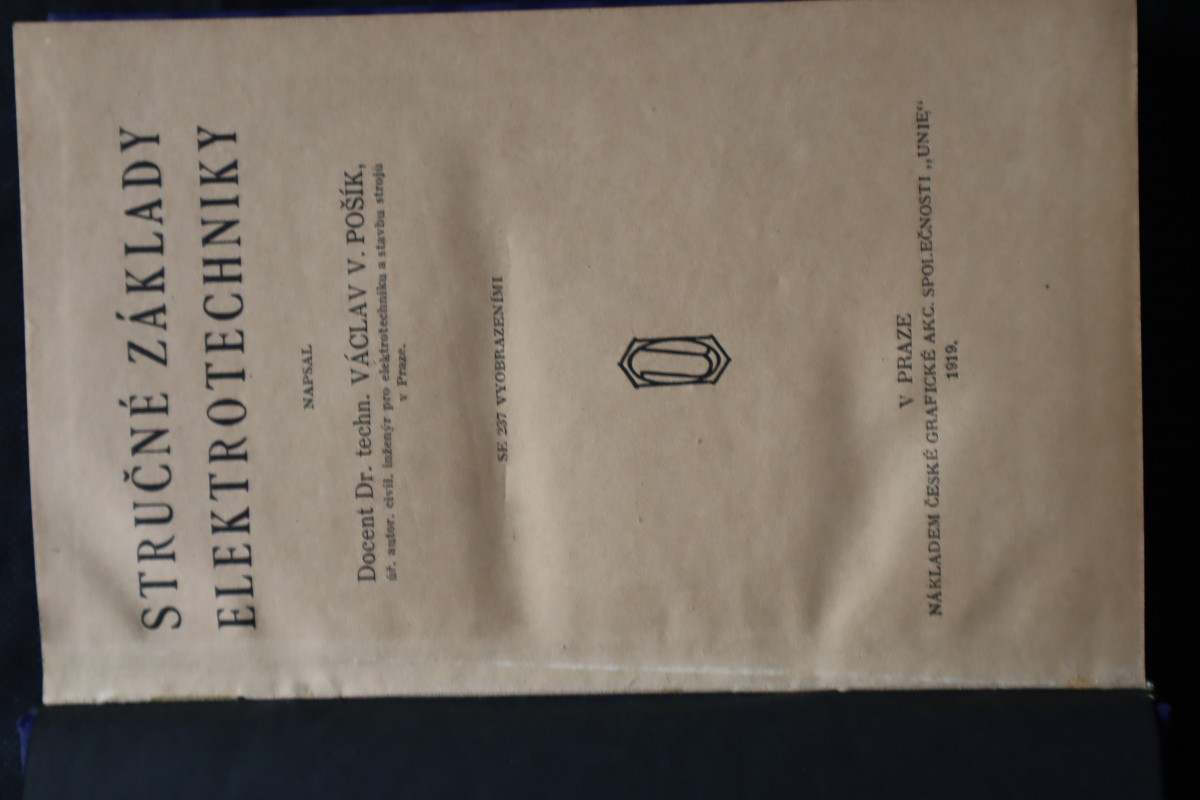 STRUČNÉ ZÁKLADY
ELEKTROTECHNIKY
NAPSAL
Docent Dr. techn. VÁCLAV V. POŠÍK,
úř. autor. civil. inženýr pro elektrotechniku a stavbu strojů
v Praze.
SE 237 VYOBRAZENÍMI
V PRAZE
NÁKLADEM ČESKÉ GRAFICKÉ AKC. SPOLEČNOSTI „UNIE“
1919.